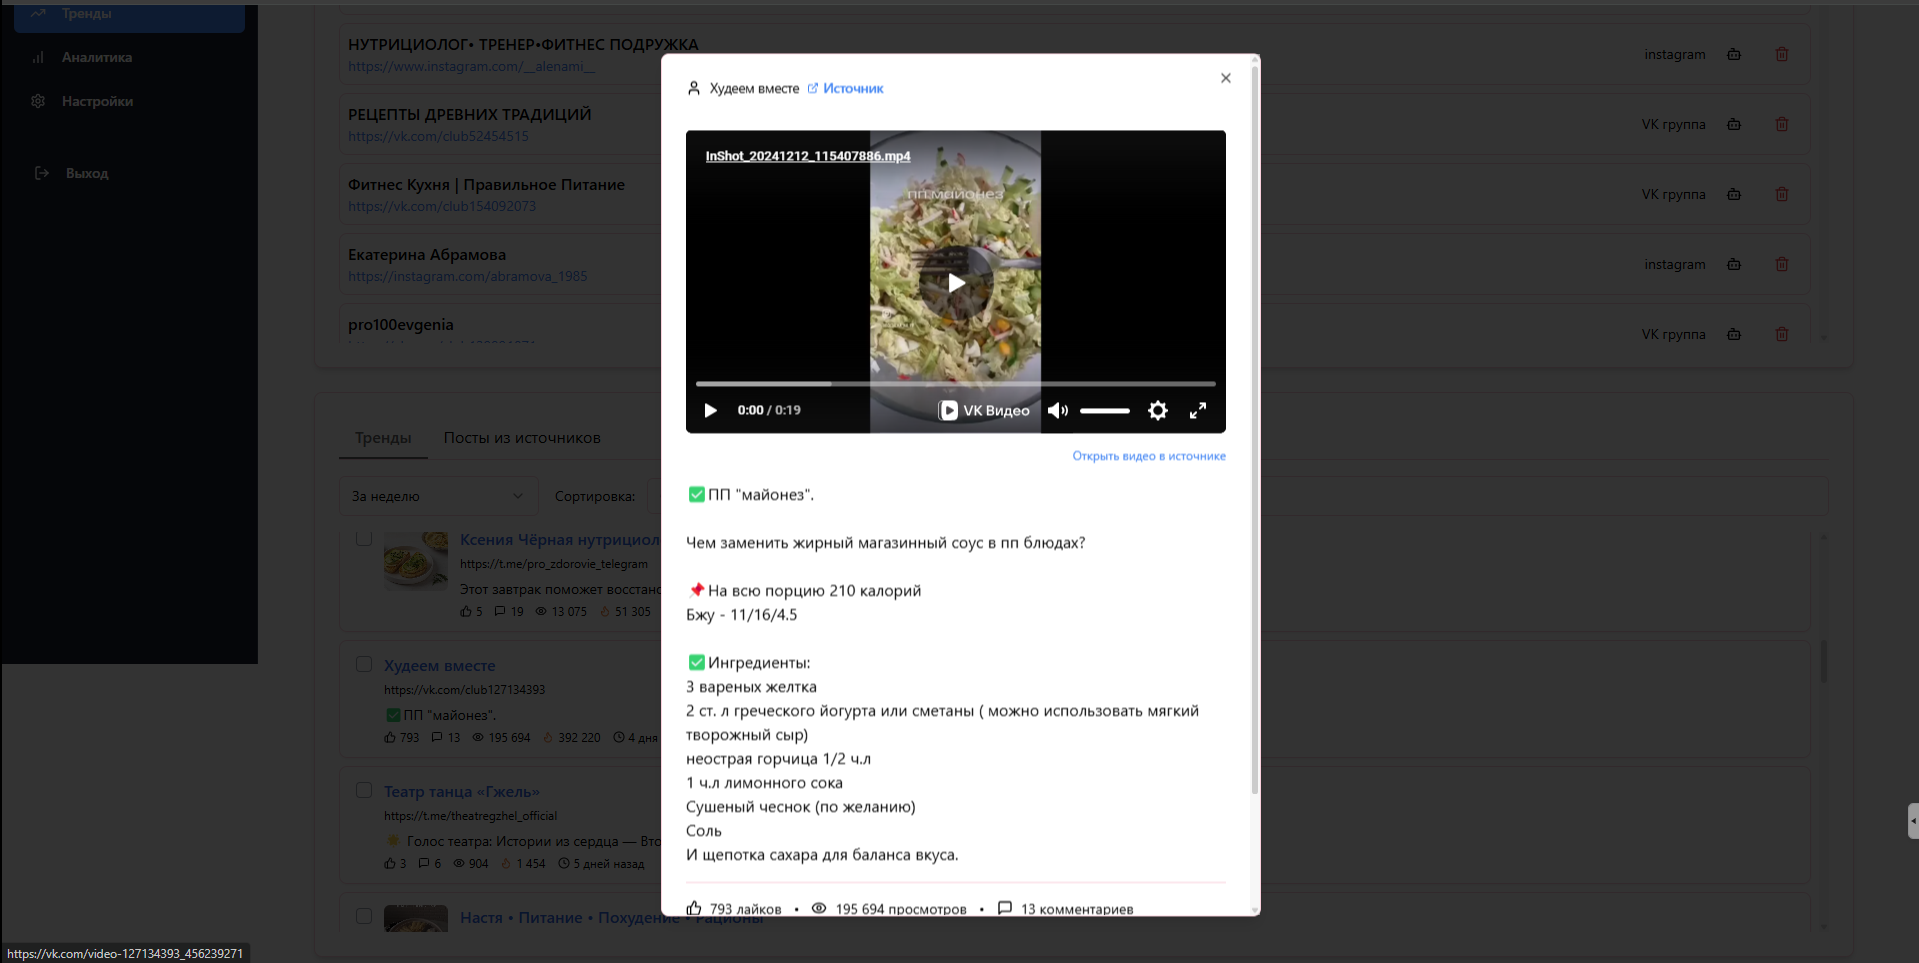 Тренды
Аналитика
Настройки
Выход
НУТРИЦИОЛОГ• ТРЕНЕР•ФИТНЕС ПОДРУЖКА
https://www.instagram.com/__alenami__
instagram
РЕЦЕПТЫ ДРЕВНИХ ТРАДИЦИЙ
https://vk.com/club52454515
VK группа
Фитнес Кухня | Правильное Питание
https://vk.com/club154092073
VK группа
Екатерина Абрамова
https://instagram.com/abramova_1985
instagram
pro100evgenia
VK группа
Тренды
Посты из источников
За неделю
Сортировка:
Ксения Чёрная нутрициол
https://t.me/pro_zdorovie_telegram
Этот завтрак поможет восстано
5 19 13 075 51 305
Худеем вместе
https://vk.com/club127134393
✅ ПП "майонез".
793 13 195 694 392 220 4 дня
Театр танца «Гжель»
https://t.me/theatregzhel_official
Голос театра: Истории из сердца — Вто
3 6 904 1 454 5 дней назад
Настя • Питание • Похудение • Рационы
Худеем вместе Источник
InShot_20241212_115407886.mp4
пп майонез
0:00 / 0:19
VK Видео
Открыть видео в источнике
✅ ПП "майонез".
Чем заменить жирный магазинный соус в пп блюдах?
📌 На всю порцию 210 калорий
Бжу - 11/16/4.5
✅ Ингредиенты:
3 вареных желтка
2 ст. л греческого йогурта или сметаны ( можно использовать мягкий
творожный сыр)
неострая горчица 1/2 ч.л
1 ч.л лимонного сока
Сушеный чеснок (по желанию)
Соль
И щепотка сахара для баланса вкуса.
793 лайков • 195 694 просмотров • 13 комментариев
https://vk.com/video-127134393_456239271